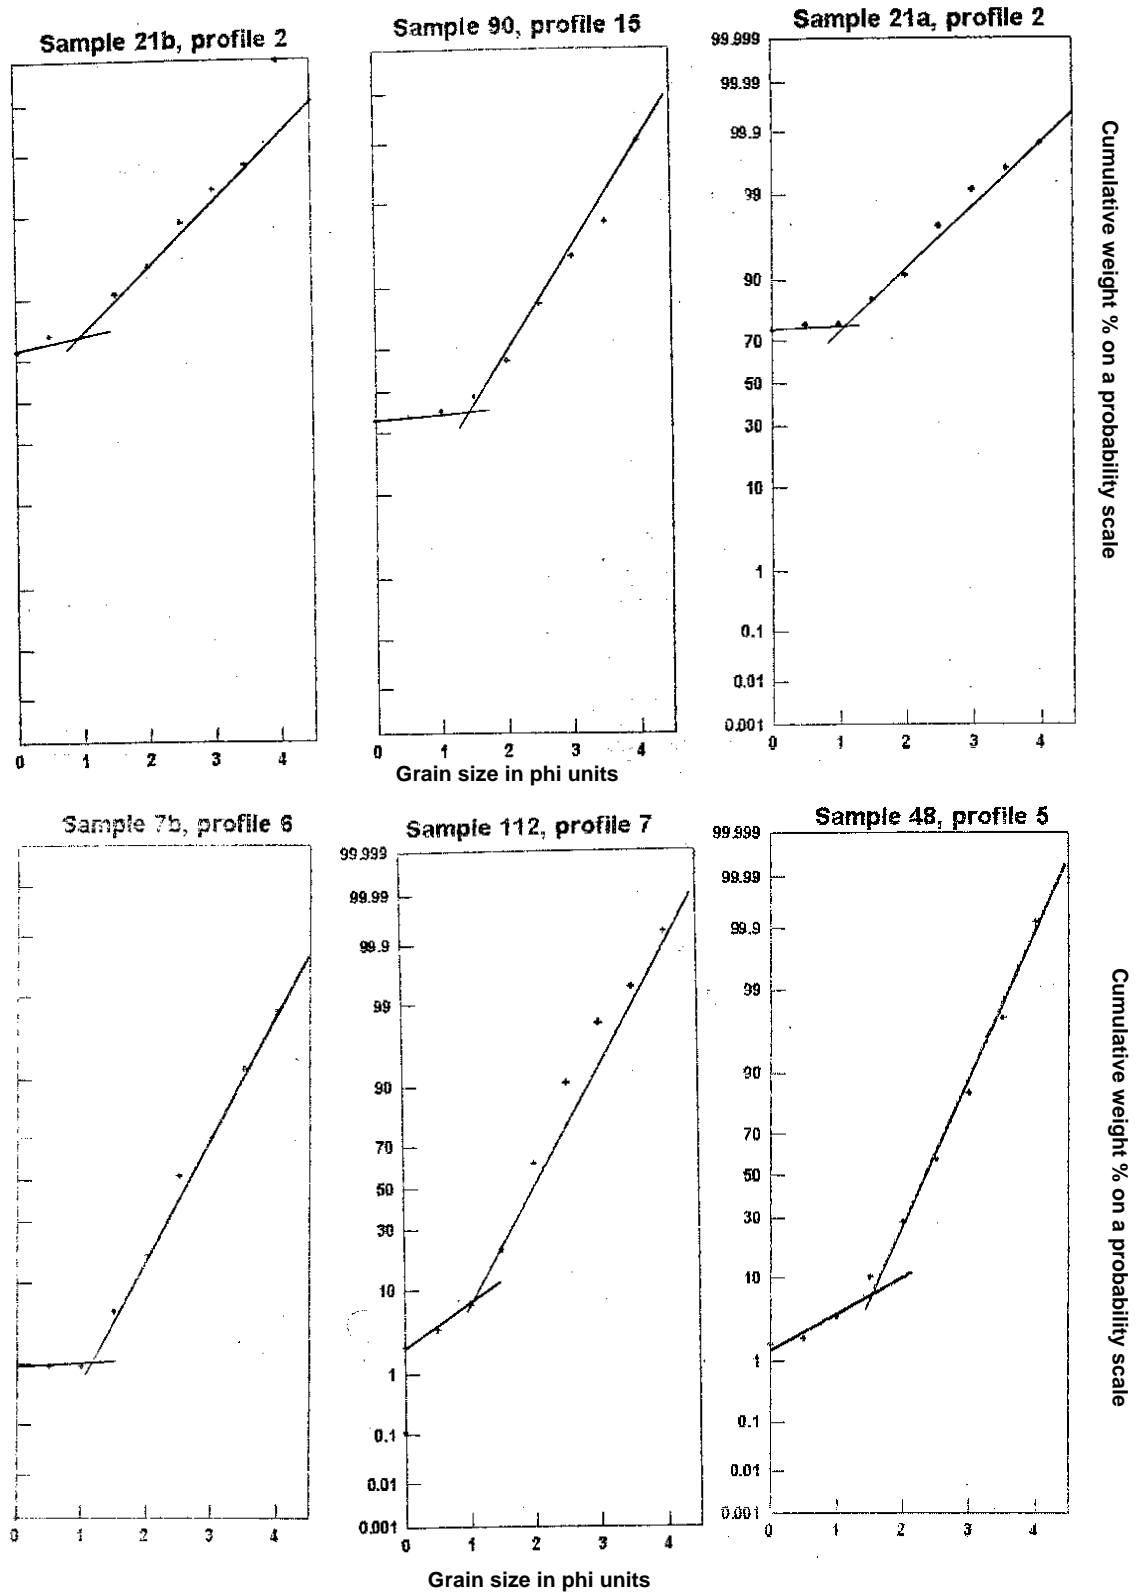 Sample 21b, profile 2
0 1 2 3 4
Sample 90, profile 15
0 1 2 3 4
Grain size in phi units
Sample 21a, profile 2
99.999
99.99
99.9
99
90
70
50
30
10
1
0.1
0.01
0.001
0 1 2 3 4
Cumulative weight % on a probability scale
Sample 7b, profile 6
0 1 2 3 4
Sample 112, profile 7
99.999
99.99
99.9
99
90
70
50
30
10
1
0.1
0.01
0.001
0 1 2 3 4
Grain size in phi units
Sample 48, profile 5
99.999
99.99
99.9
99
90
70
50
30
10
1
0.1
0.01
0.001
0 1 2 3 4
Cumulative weight % on a probability scale